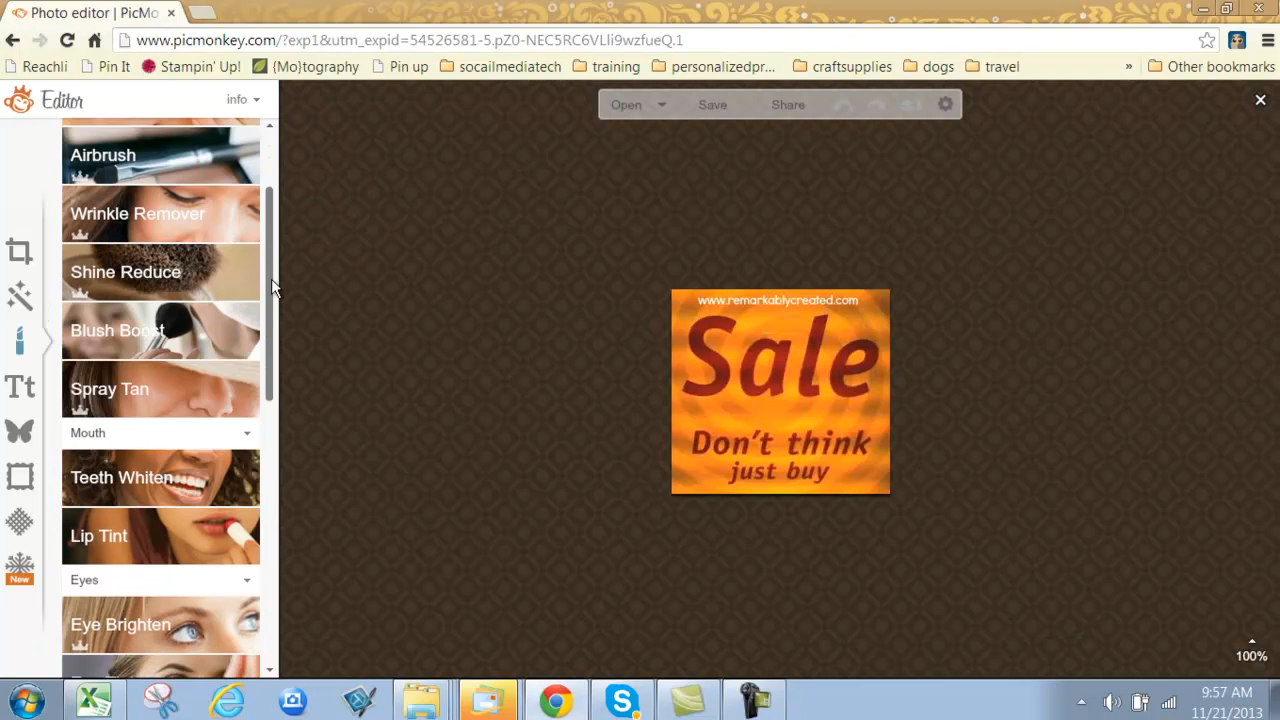 Photo editor | PicMo
www.picmonkey.com/?exp1&utm_expid=54526581-5.pZ0-NEC5RC6VLli9wzfueQ.1
Reachli
Pin It
Stampin' Up!
{Mo}tography
Pin up
socailmediatech
training
personalizedpr...
craftsupplies
dogs
travel
»
Other bookmarks
Editor
info
Open
Save
Share
Airbrush
Wrinkle Remover
Shine Reduce
Blush Boost
Spray Tan
Mouth
Teeth Whiten
Lip Tint
Eyes
Eye Brighten
Tt
New
www.remarkablycreated.com
Sale
Don't think
just buy
100%
9:57 AM
11/21/2013